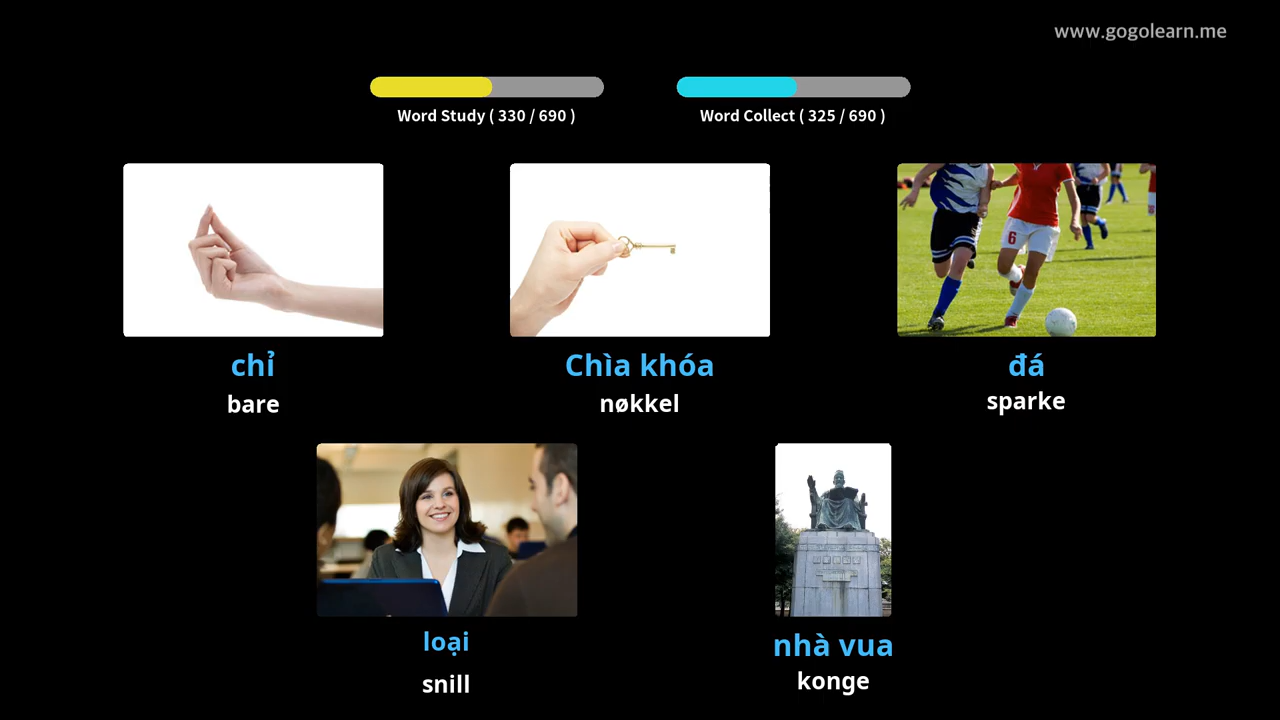 www.gogolearn.me
Word Study ( 330 / 690 )
Word Collect ( 325 / 690 )
chỉ
Chìa khóa
đá
bare
nøkkel
sparke
loại
nhà vua
snill
konge